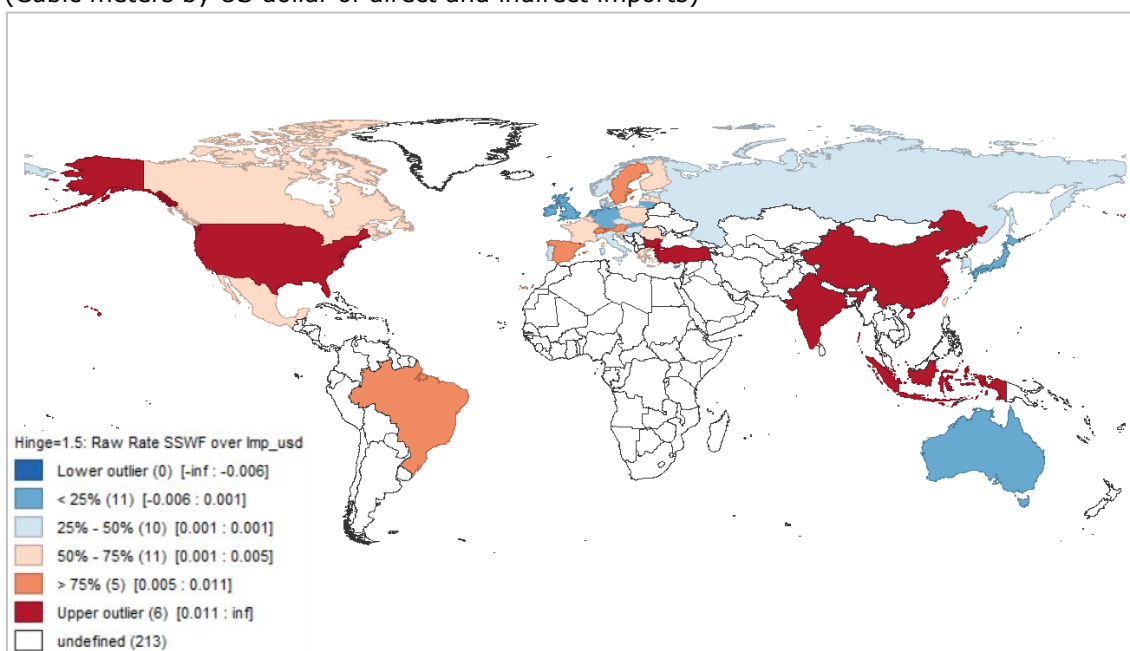 (Cubic meters by US dollar of direct and indirect imports)
Hinge=1.5: Raw Rate SSWF over Imp_usd
Lower outlier (0) [-inf : -0.006]
< 25% (11) [-0.006 : 0.001]
25% - 50% (10) [0.001 : 0.001]
50% - 75% (11) [0.001 : 0.005]
> 75% (5) [0.005 : 0.011]
Upper outlier (6) [0.011 : inf]
undefined (213)